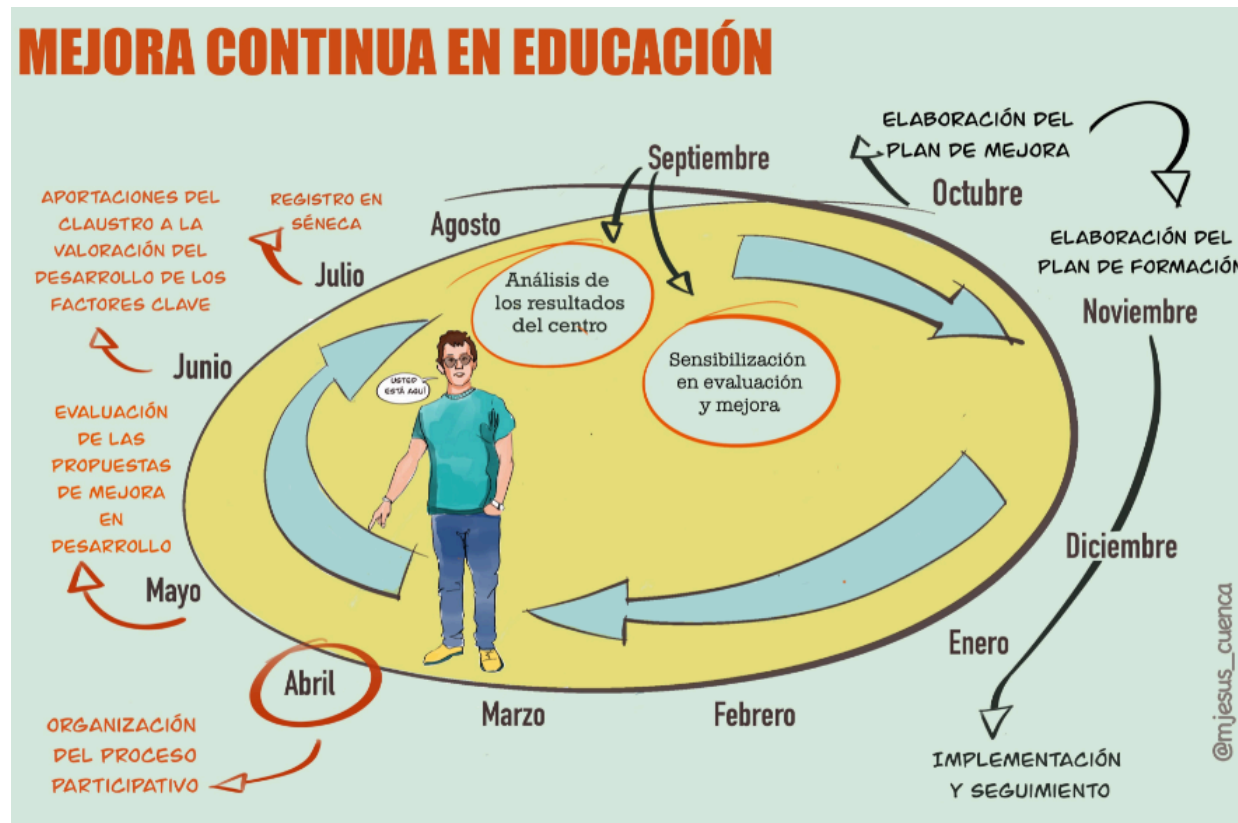 MEJORA CONTINUA EN EDUCACIÓN
ELABORACIÓN DEL
PLAN DE MEJORA
Septiembre
Octubre
APORTACIONES DEL
CLAUSTRO A LA
VALORACIÓN DEL
DESARROLLO DE LOS
FACTORES CLAVE
REGISTRO EN
SÉNECA
Agosto
Julio
ELABORACIÓN DEL
PLAN DE FORMACIÓN
Noviembre
Análisis de
los resultados
del centro
Sensibilización
en evaluación
y mejora
Junio
USTED
ESTÁ AQUÍ
EVALUACIÓN
DE LAS
PROPUESTAS
DE MEJORA
EN
DESARROLLO
Mayo
Diciembre
Enero
Abril
Marzo
Febrero
ORGANIZACIÓN
DEL PROCESO
PARTICIPATIVO
IMPLEMENTACIÓN
Y SEGUIMIENTO
@mjesus_cuenca